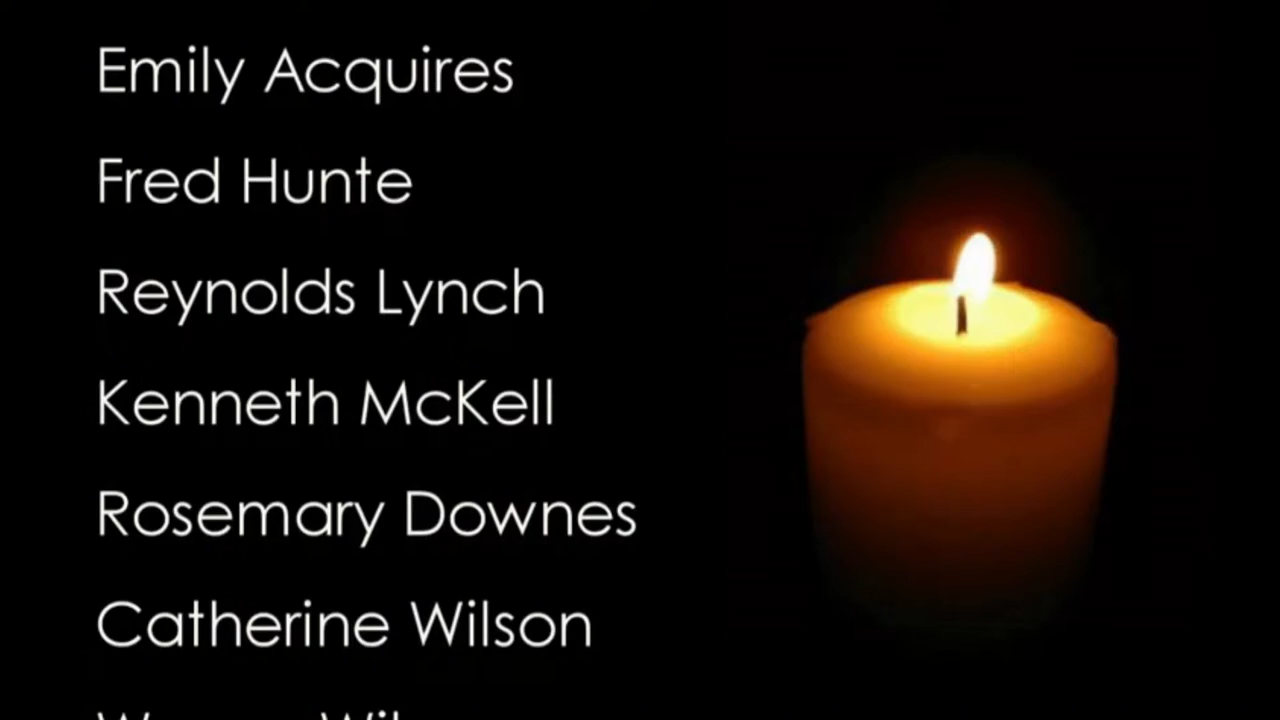 Emily Acquires
Fred Hunte
Reynolds Lynch
Kenneth McKell
Rosemary Downes
Catherine Wilson